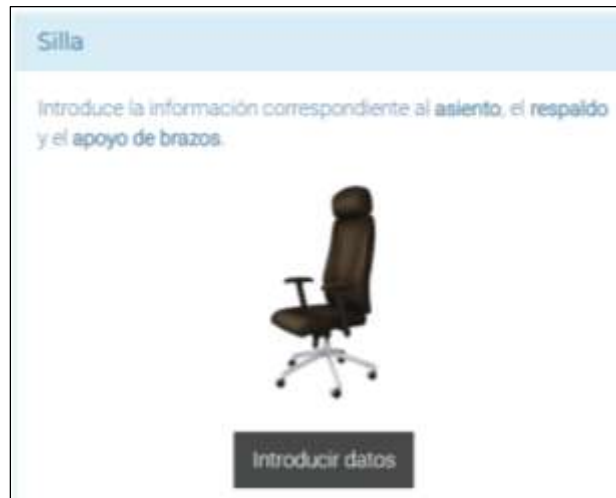 Silla
Introduce la información correspondiente al asiento, el respaldo
y el apoyo de brazos.
Introducir datos